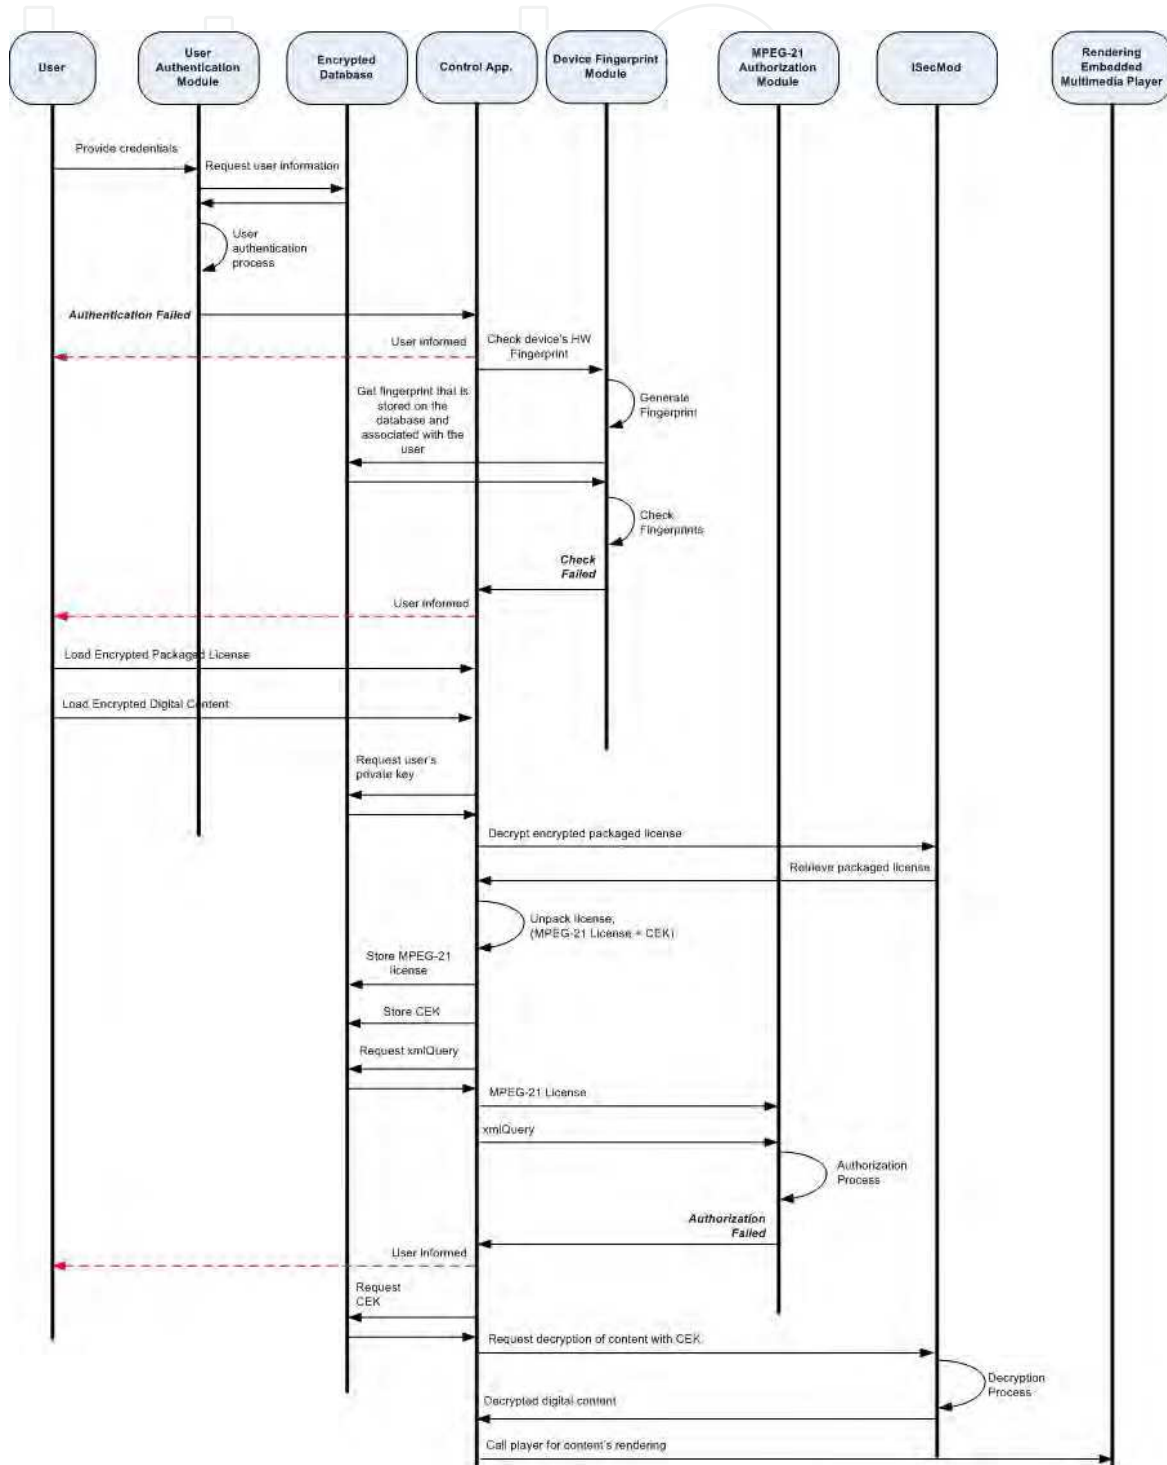 User
User
Authentication
Module
Encrypted
Database
Control App.
Device Fingerprint
Module
MPEG-21
Authorization
Module
ISecMod
Rendering
Embedded
Multimedia Player
Provide credentials
Request user information
User
authentication
process
Authentication Failed
User informed
Check device's HW
Fingerprint
Generate
Fingerprint
Get fingerprint that is
stored on the
database and
associated with the
user
Check
Fingerprints
Check
Failed
User informed
Load Encrypted Packaged License
Load Encrypted Digital Content
Request user's
private key
Decrypt encrypted packaged license
Retrieve packaged license
Unpack license,
(MPEG-21 License + CEK)
Store MPEG-21
license
Store CEK
Request xmlQuery
MPEG-21 License
xmlQuery
Authorization
Process
Authorization
Failed
User Informed
Request
CEK
Request decryption of content with CEK
Decryption
Process
Decrypted digital content
Call player for content's rendering